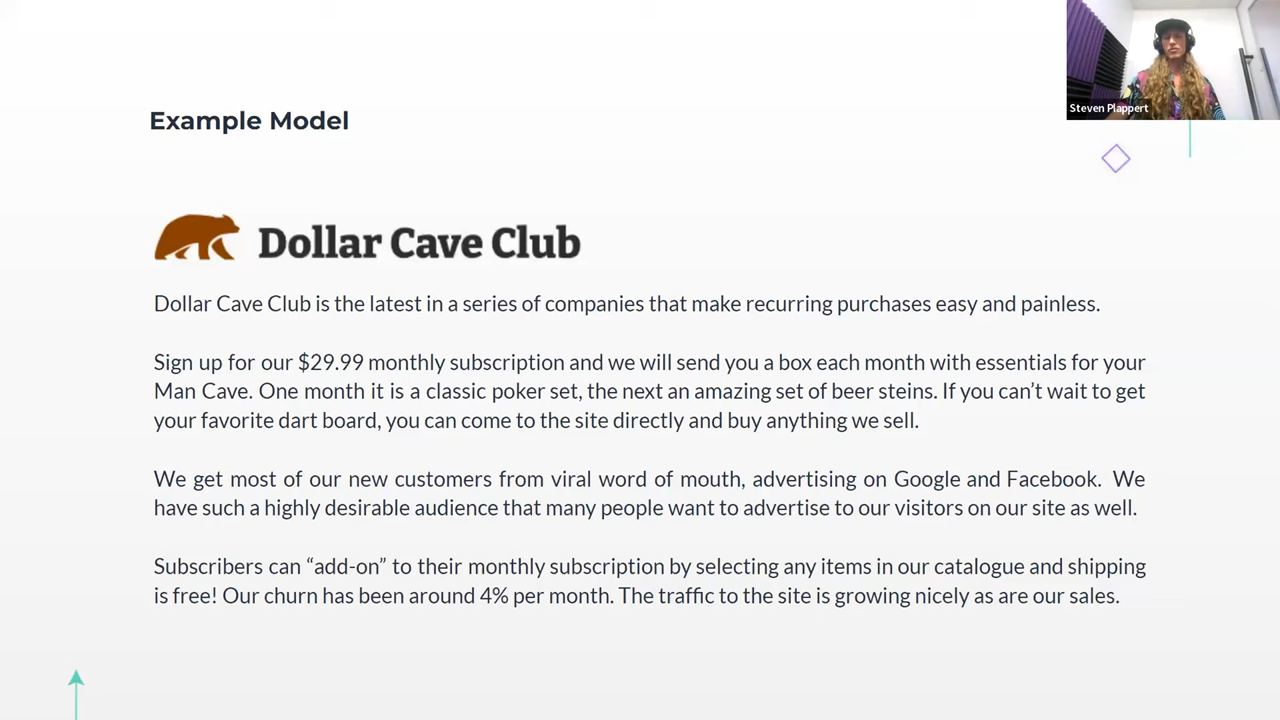 Steven Plappert
Example Model
Dollar Cave Club
Dollar Cave Club is the latest in a series of companies that make recurring purchases easy and painless.
Sign up for our $29.99 monthly subscription and we will send you a box each month with essentials for your
Man Cave. One month it is a classic poker set, the next an amazing set of beer steins. If you can’t wait to get
your favorite dart board, you can come to the site directly and buy anything we sell.
We get most of our new customers from viral word of mouth, advertising on Google and Facebook. We
have such a highly desirable audience that many people want to advertise to our visitors on our site as well.
Subscribers can “add-on” to their monthly subscription by selecting any items in our catalogue and shipping
is free! Our churn has been around 4% per month. The traffic to the site is growing nicely as are our sales.